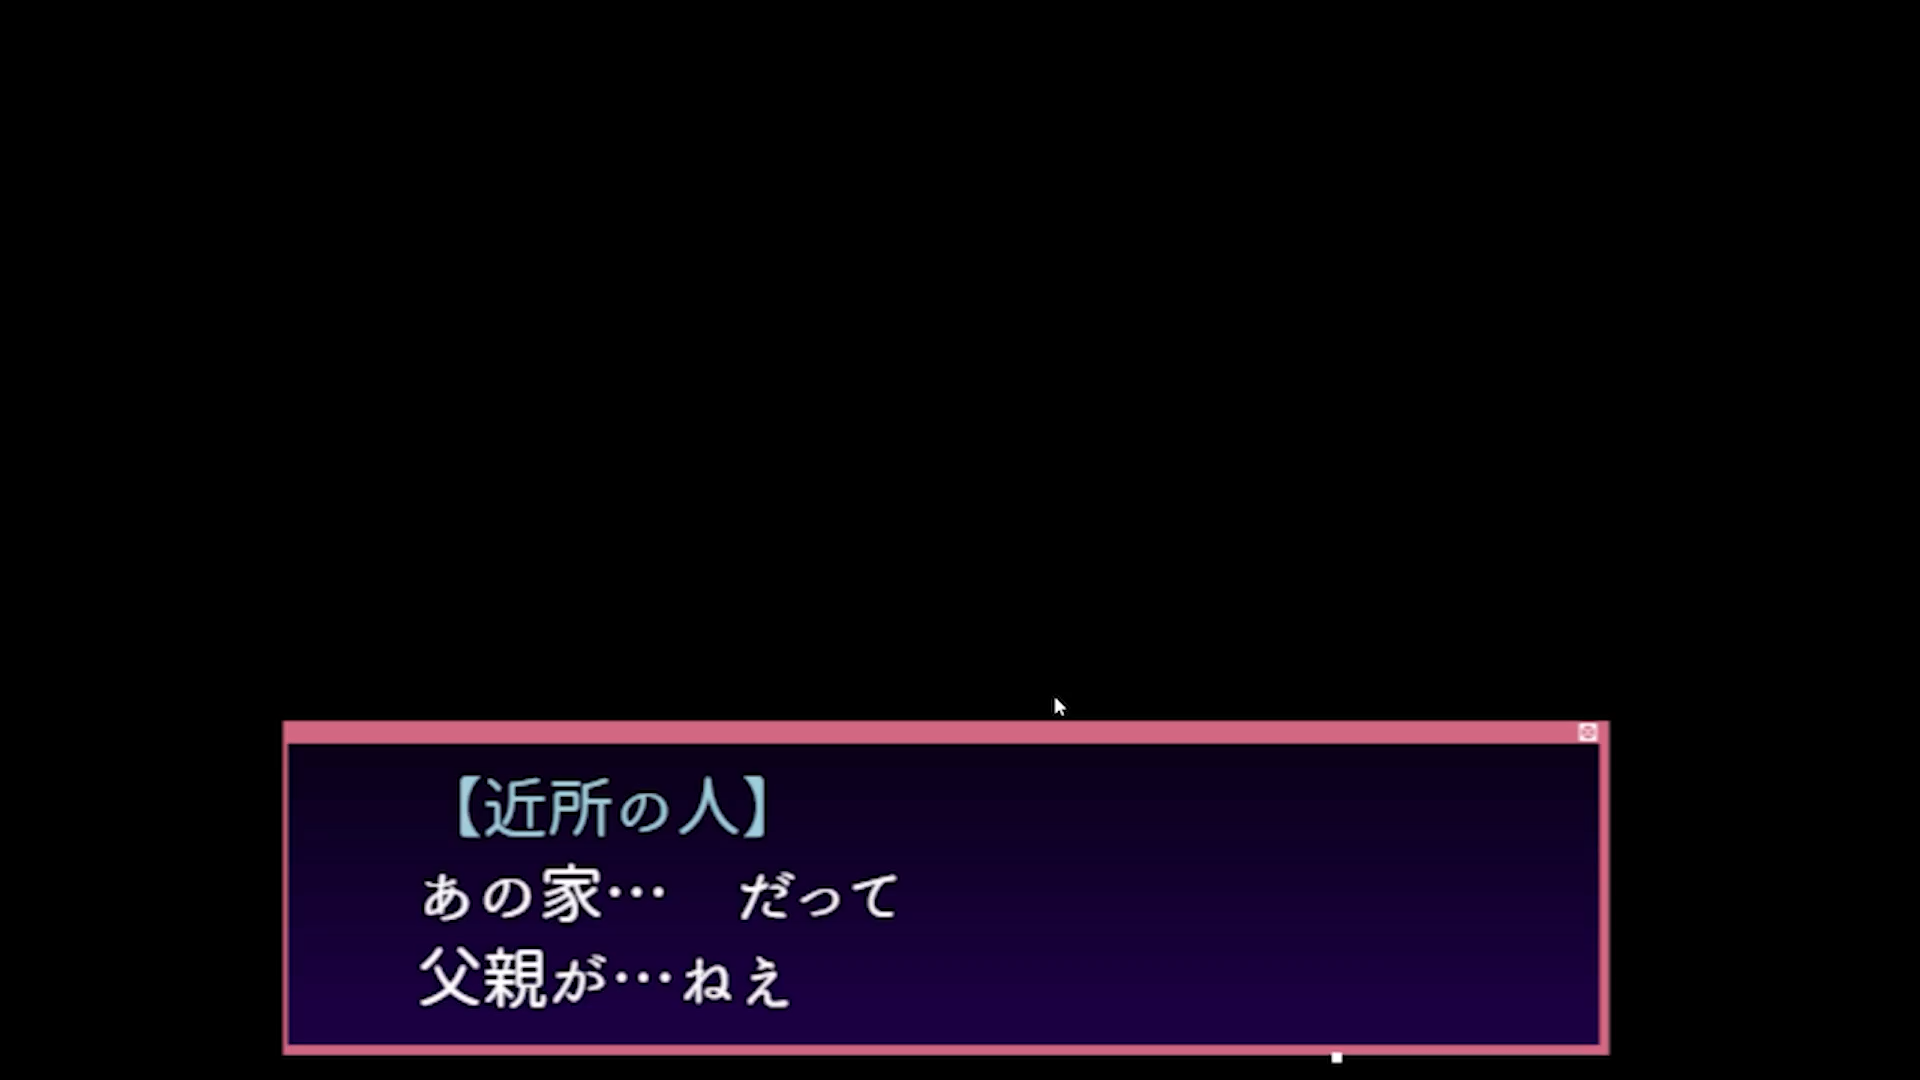 【近所の人】
あの家…　だって
父親が…ねえ